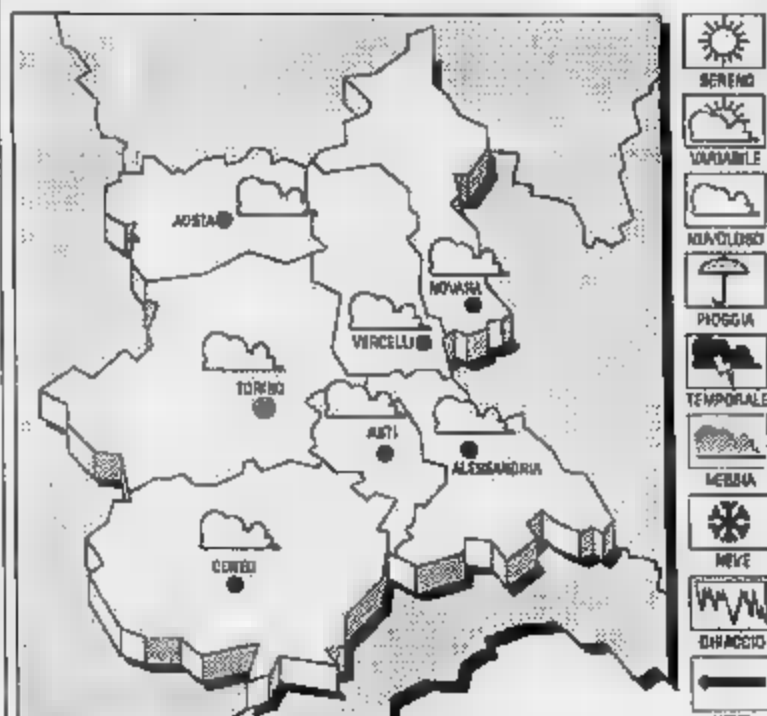 AOSTA
NOVARA
VERCELLI
TORINO
ASTI
ALESSANDRIA
CUNEO
SERENO
VARIABILE
NUVOLOSO
PIOGGIA
TEMPORALE
NEBBIA
NEVE
GHIACCIO